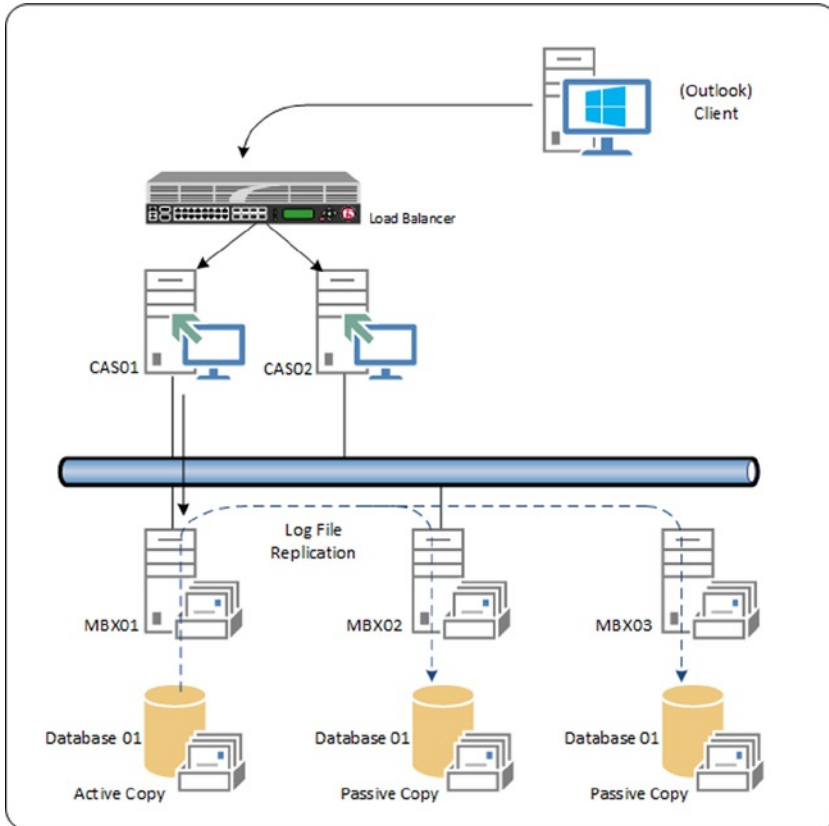 (Outlook)
Client
Load Balancer
f5
CAS01
CAS02
Log File
Replication
MBX01
MBX02
MBX03
Database 01
Database 01
Database 01
Active Copy
Passive Copy
Passive Copy